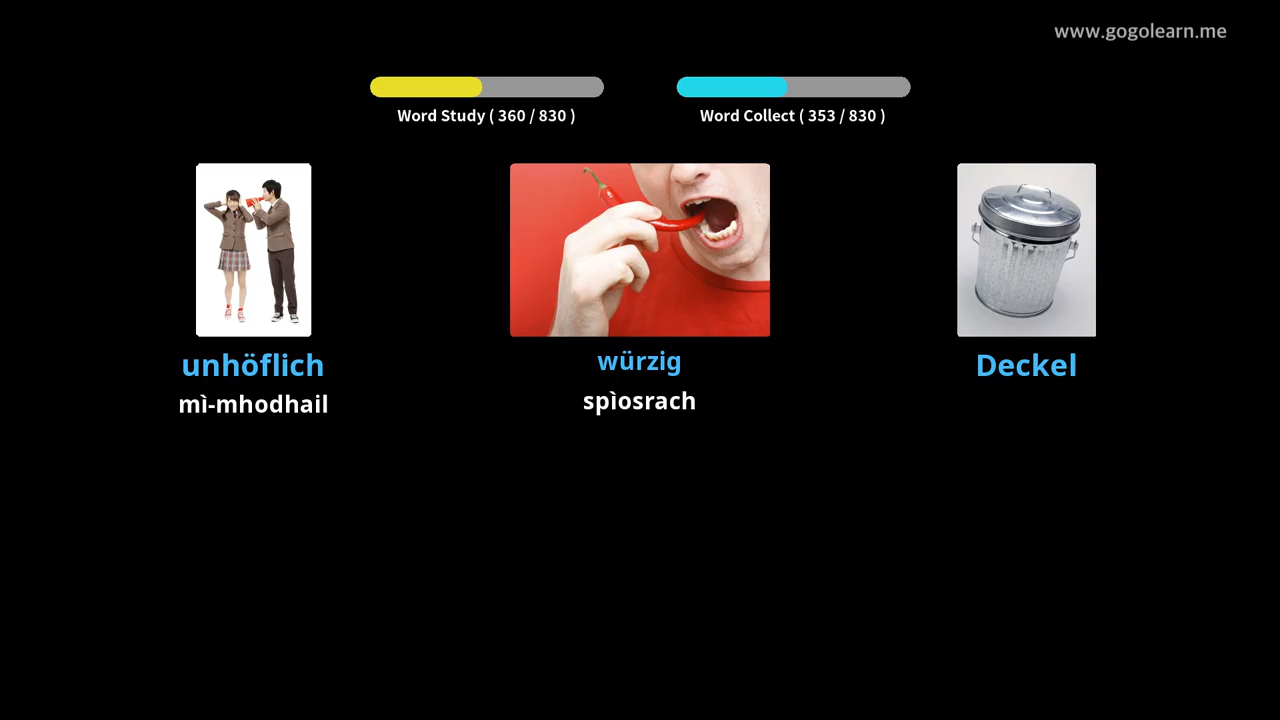 www.gogolearn.me
Word Study ( 360 / 830 )
Word Collect ( 353 / 830 )
unhöflich
mì-mhodhail
würzig
spìosrach
Deckel